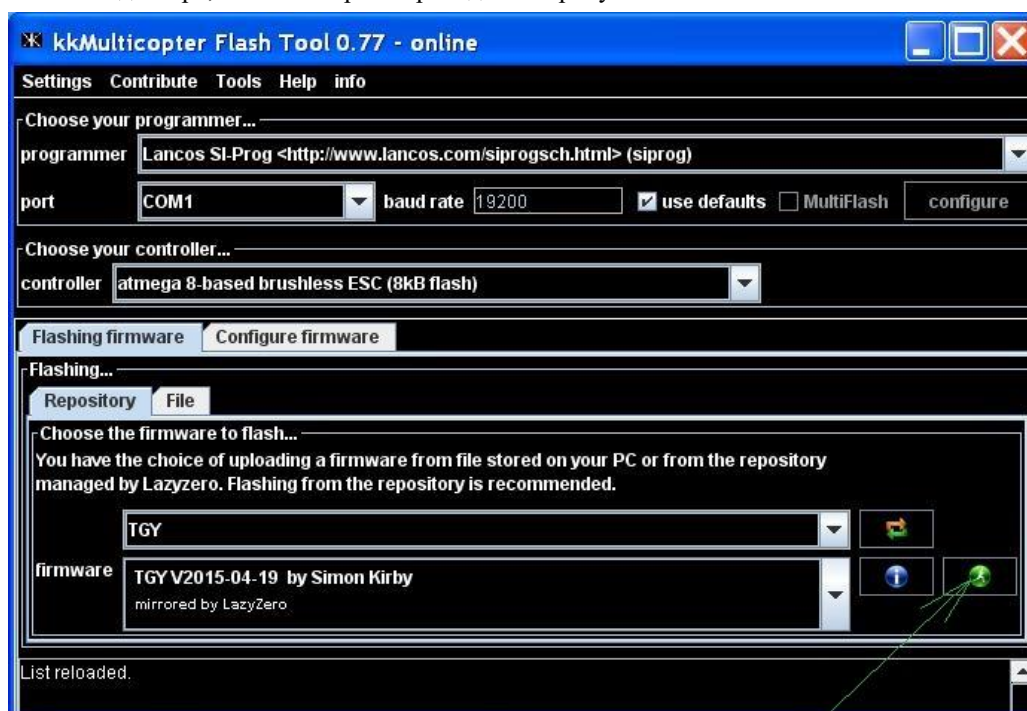 kkMulticopter Flash Tool 0.77 - online
Settings Contribute Tools Help info
Choose your programmer...
programmer Lancos SI-Prog <http://www.lancos.com/siprogsch.html> (siprog)
port COM1 baud rate 19200 use defaults MultiFlash configure
Choose your controller...
controller atmega 8-based brushless ESC (8kB flash)
Flashing firmware Configure firmware
Flashing...
Repository File
Choose the firmware to flash...
You have the choice of uploading a firmware from file stored on your PC or from the repository
managed by Lazyzero. Flashing from the repository is recommended.
TGY
firmware TGY V2015-04-19 by Simon Kirby
mirrored by LazyZero
List reloaded.